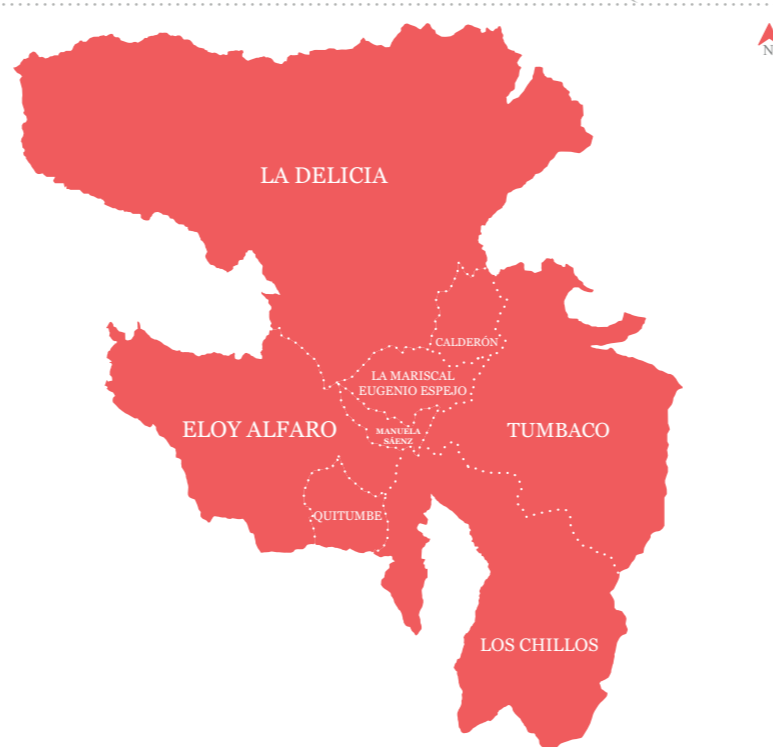 N
LA DELICIA
CALDERÓN
LA MARISCAL
EUGENIO ESPEJO
ELOY ALFARO
MANUELA
SÁENZ
TUMBACO
QUITUMBE
LOS CHILLOS